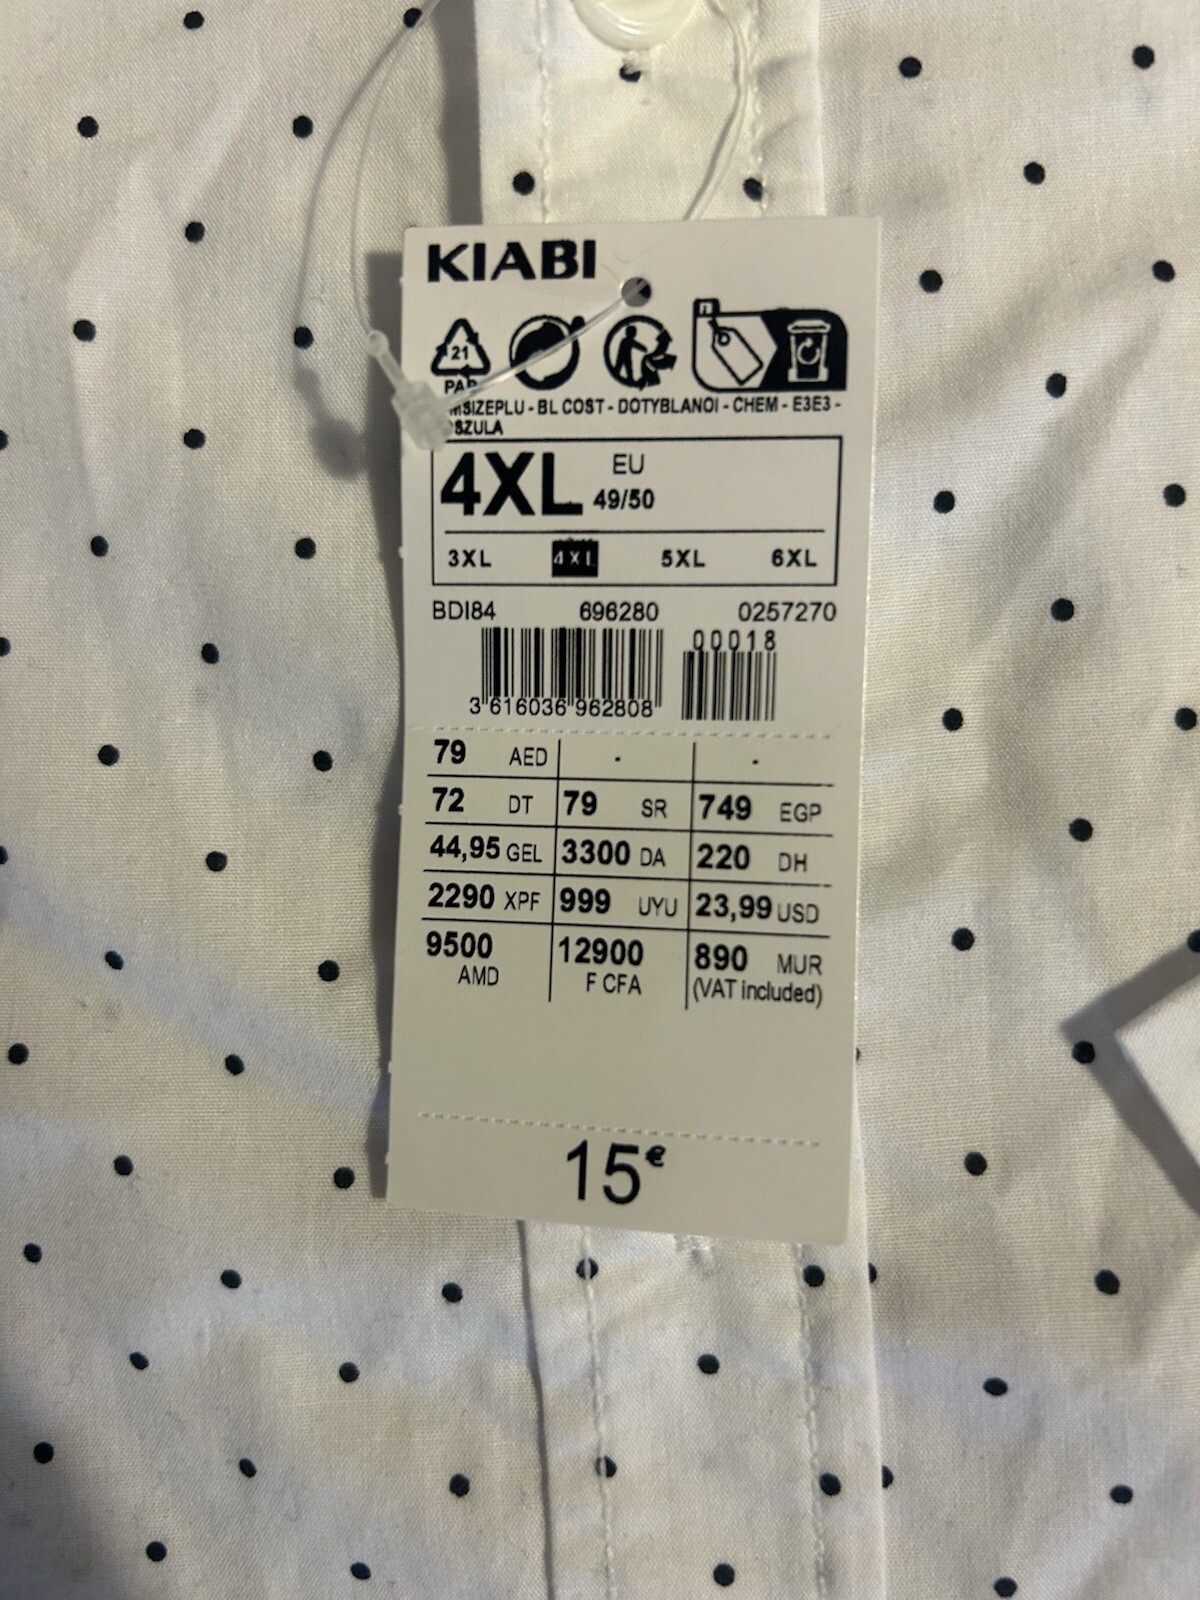 KIABI
21
PAP
MSIZEPLU - BL COST - DOTYBLANOI - CHEM - E3E3 -
SZULA
4XL EU 49/50
3XL 4XL 5XL 6XL
BDI84 696280 0257270
00018
3 616036 962808
79 AED - -
72 DT 79 SR 749 EGP
44,95 GEL 3300 DA 220 DH
2290 XPF 999 UYU 23,99 USD
9500 AMD 12900 F CFA 890 MUR
(VAT included)
15€